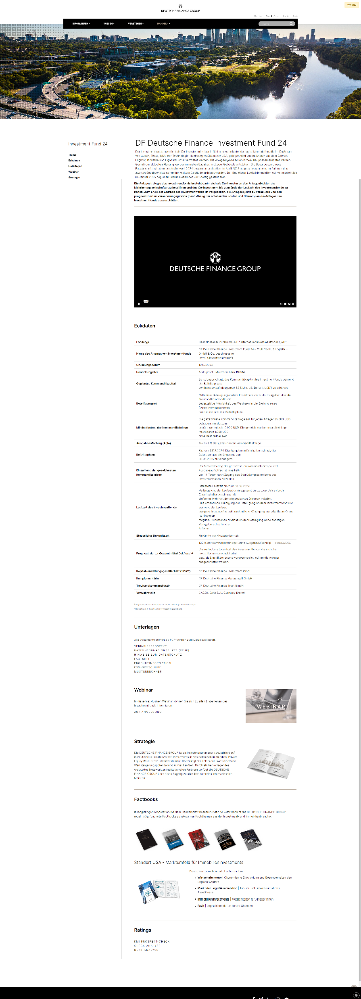 Vorschau
DEUTSCHE FINANCE GROUP
Über Uns | Blog | Presse | Kontakt | Login
INFORMIEREN WISSEN VERSTEHEN HANDELN
Investment Fund 24
Trailer
Eckdaten
Unterlagen
Webinar
Strategie
DF Deutsche Finance Investment Fund 24
Der Investmentfonds investiert als Co-Investor mittelbar in fünf neu zu errichtende Logistikimmobilien, die im Großraum
von Austin, Texas, USA, der Technologie-Hochburg im Süden der USA, gelegen sind und an Mieter aus dem Bereich
Logistik, Industrie und Light Industrial vermietet werden. Die Anlageobjekte sollen in zwei Bauphasen errichtet werden.
Gemäß der aktuellen Planung werden im ersten Bauabschnitt zwei Gebäude entstehen. Die Bauarbeiten dieses
Bauabschnittes haben bereits im April 2024 begonnen und sollen im April 2025 abgeschlossen sein. Im Rahmen des
zweiten Bauabschnitts sollen drei weitere Gebäude errichtet werden. Der Bau dieser Logistikimmobilien soll voraussichtlich
im Januar 2025 beginnen und im Dezember 2025 fertig gestellt sein.
Die Anlagestrategie des Investmentfonds besteht darin, sich als Co-Investor an den Anlageobjekten als
Mehrheitsgesellschafter zu beteiligen und das Co-Investment bis zum Ende der Laufzeit des Investmentfonds zu
halten. Zum Ende der Laufzeit des Investmentfonds ist vorgesehen, die Anlageobjekte zu veräußern und den
prognostizierten Veräußerungsgewinn (nach Abzug der anfallenden Kosten und Steuern) an die Anleger des
Investmentfonds auszuschütten.
DEUTSCHE FINANCE GROUP
Eckdaten
Fondstyp Geschlossener Publikums-AIF / Alternativer Investmentfonds („AIF“)
Name des Alternativen Investmentfonds DF Deutsche Finance Investment Fund 24 – Club Deal US Logistik –
GmbH & Co. geschlossene
InvKG („Investmentfonds“)
Gründungsdatum 12.07.2023
Handelsregister Amtsgericht München, HRA 118184
Geplantes Kommanditkapital Es ist beabsichtigt, das Kommanditkapital des Investmentfonds während
der Beitrittsphase
schrittweise auf plangemäß 53,5 Mio. US-Dollar („USD“) zu erhöhen.
Beteiligungsart Mittelbare Beteiligung an dem Investmentfonds als Treugeber über die
Treuhandkommanditistin.
Jederzeitige Möglichkeit des Wechsels in die Stellung eines
(Direkt)Kommanditisten
nach dem Ende der Beitrittsphase.
Mindestbetrag der Kommanditeinlage Die gezeichnete Kommanditeinlage soll für jeden Anleger 25.000 USD
betragen, mindestens
beträgt sie jedoch 10.000 USD. Die gezeichnete Kommanditeinlage
muss durch 1.000 USD
ohne Rest teilbar sein.
Ausgabeaufschlag (Agio) Bis zu 5 % der gezeichneten Kommanditeinlage
Beitrittsphase Bis zum 31.12.2024. Die Komplementärin ist berechtigt, die
Beitrittsphase bis längstens zum
30.06.2025 zu verlängern.
Einzahlung der gezeichneten Kommanditeinlage Der Gesamtbetrag der gezeichneten Kommanditeinlage zzgl.
Ausgabeaufschlag ist innerhalb
von 14 Tagen nach Zugang des Begrüßungsschreibens des
Investmentfonds zu zahlen.
Laufzeit des Investmentfonds Befristete Laufzeit bis zum 30.06.2027.
Verlängerung der Laufzeit um insgesamt bis zu zwei Jahre durch
Gesellschafterbeschluss mit
einfacher Mehrheit der abgegebenen Stimmen möglich.
Eine ordentliche Kündigung der Beteiligung an dem Investmentfonds ist
während der Laufzeit
ausgeschlossen, eine außerordentliche Kündigung aus wichtigem Grund
ist hingegen
möglich. Es bestehen hinsichtlich der Beteiligung keine sonstigen
Rückgaberechte für die
Anleger.
Steuerliche Einkunftsart Einkünfte aus Gewerbebetrieb
Prognostizierter Gesamtmittelrückfluss1,2 122 % der Kommanditeinlage (ohne Ausgabeaufschlag) PROGNOSE
Die verfügbare Liquidität des Investmentfonds, die nicht für
Investitionen verwendet wird
bzw. als Liquiditätsreserve vorgesehen ist, soll an die Anleger
ausgeschüttet werden.
Kapitalverwaltungsgesellschaft ("KVG") DF Deutsche Finance Investment GmbH
Komplementärin DF Deutsche Finance Managing II GmbH
Treuhandkommanditistin DF Deutsche Finance Trust GmbH
Verwahrstelle CACEIS Bank S.A., Germany Branch
2 Nach Steuern in den USA, aber vor Steuern in Deutschland.
Unterlagen
Alle Dokumente stehen als PDF-Version zum Download bereit.
VERKAUFSPROSPEKT
BASISINFORMATIONSBLATT (PRIIP)
HINWEISE ZUM DATENSCHUTZ
FACTSHEET
PRODUKTINFORMATION
ESG-BROSCHÜRE
MUSTERRECHNER
Webinar
In diesem exklusiven Webinar können Sie sich zu allen Einzelheiten des
Investmentfonds informieren.
ZUR ANMELDUNG
WEBINAR
Strategie
Die DEUTSCHE FINANCE GROUP ist als Investmentmanager spezialisiert auf
institutionelle Private Market-Investments in den Bereichen Immobilien, Private
Equity Real Estate und Infrastruktur. Dabei liegt der Fokus auf Investments mit
Wertsteigerungspotential und kurzer Laufzeit. Durch ein hervorragendes
weltweites Netzwerk zu institutionellen Partnern verfügt die DEUTSCHE
FINANCE GROUP über einen Zugang zu allen bedeutenden internationalen
Märkten.
Factbooks
In langjähriger Kooperation mit dem Handelsblatt Research Institute veröffentlicht die DEUTSCHE FINANCE GROUP
regelmäßig fundierte Factbooks zu relevanten Fachthemen aus der Investment- und Immobilienbranche.
Standort USA - Marktumfeld für Immobilieninvestments
USA
Dieses Factbook beinhaltet unter anderem:
Wirtschaftsmotor | Ökonomische Entwicklung und Besonderheiten des
Logistik-Sektors
Markt der Logistikimmobilien | Treiber und Entwicklung dieser
Assetklasse
Immobilieninvestments | Möglichkeiten für Anleger:innen
Fazit | Logistikimmobilien bieten Chancen
Ratings
KMI PROSPEKT-CHECK
CHECK-ANALYSE
NERB-ANALYSE